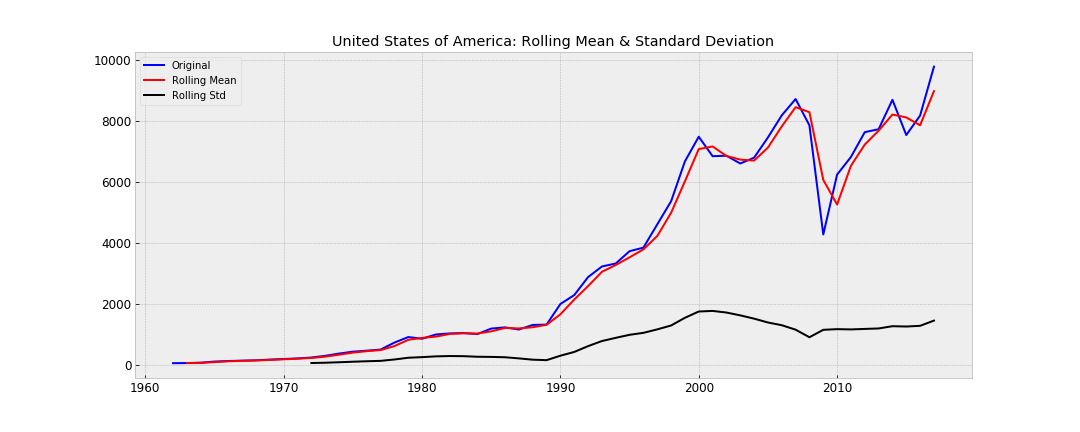 United States of America: Rolling Mean & Standard Deviation
Original
Rolling Mean
Rolling Std
10000
8000
6000
4000
2000
0
1960 1970 1980 1990 2000 2010